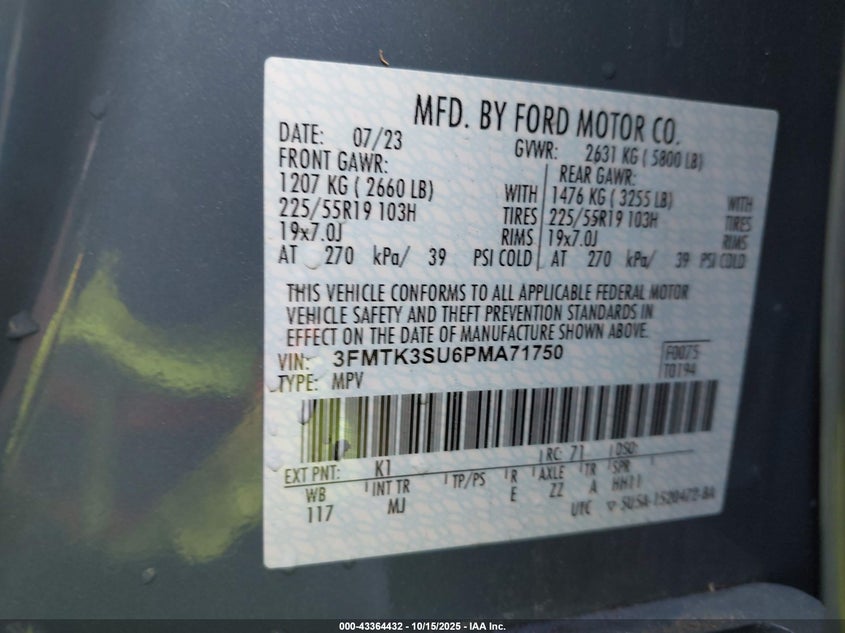 MFD. BY FORD MOTOR CO.
DATE: 07/23 GVWR: 2631 KG ( 5800 LB)
FRONT GAWR: REAR GAWR:
1207 KG ( 2660 LB) WITH 1476 KG ( 3255 LB) WITH
225/55R19 103H TIRES 225/55R19 103H TIRES
19x7.0J RIMS 19x7.0J RIMS
AT 270 kPa/ 39 PSI COLD AT 270 kPa/ 39 PSI COLD
THIS VEHICLE CONFORMS TO ALL APPLICABLE FEDERAL MOTOR
VEHICLE SAFETY AND THEFT PREVENTION STANDARDS IN
EFFECT ON THE DATE OF MANUFACTURE SHOWN ABOVE.
VIN: 3FMTK3SU6PMA71750 F0075
TYPE: MPV T0194
EXT PNT: K1 RC: 71 DSO:
WB INT TR TP/PS R AXLE TR SPR
117 MJ E ZZ A HH11
UTC
000-43364432 - 10/15/2025 - IAA Inc.